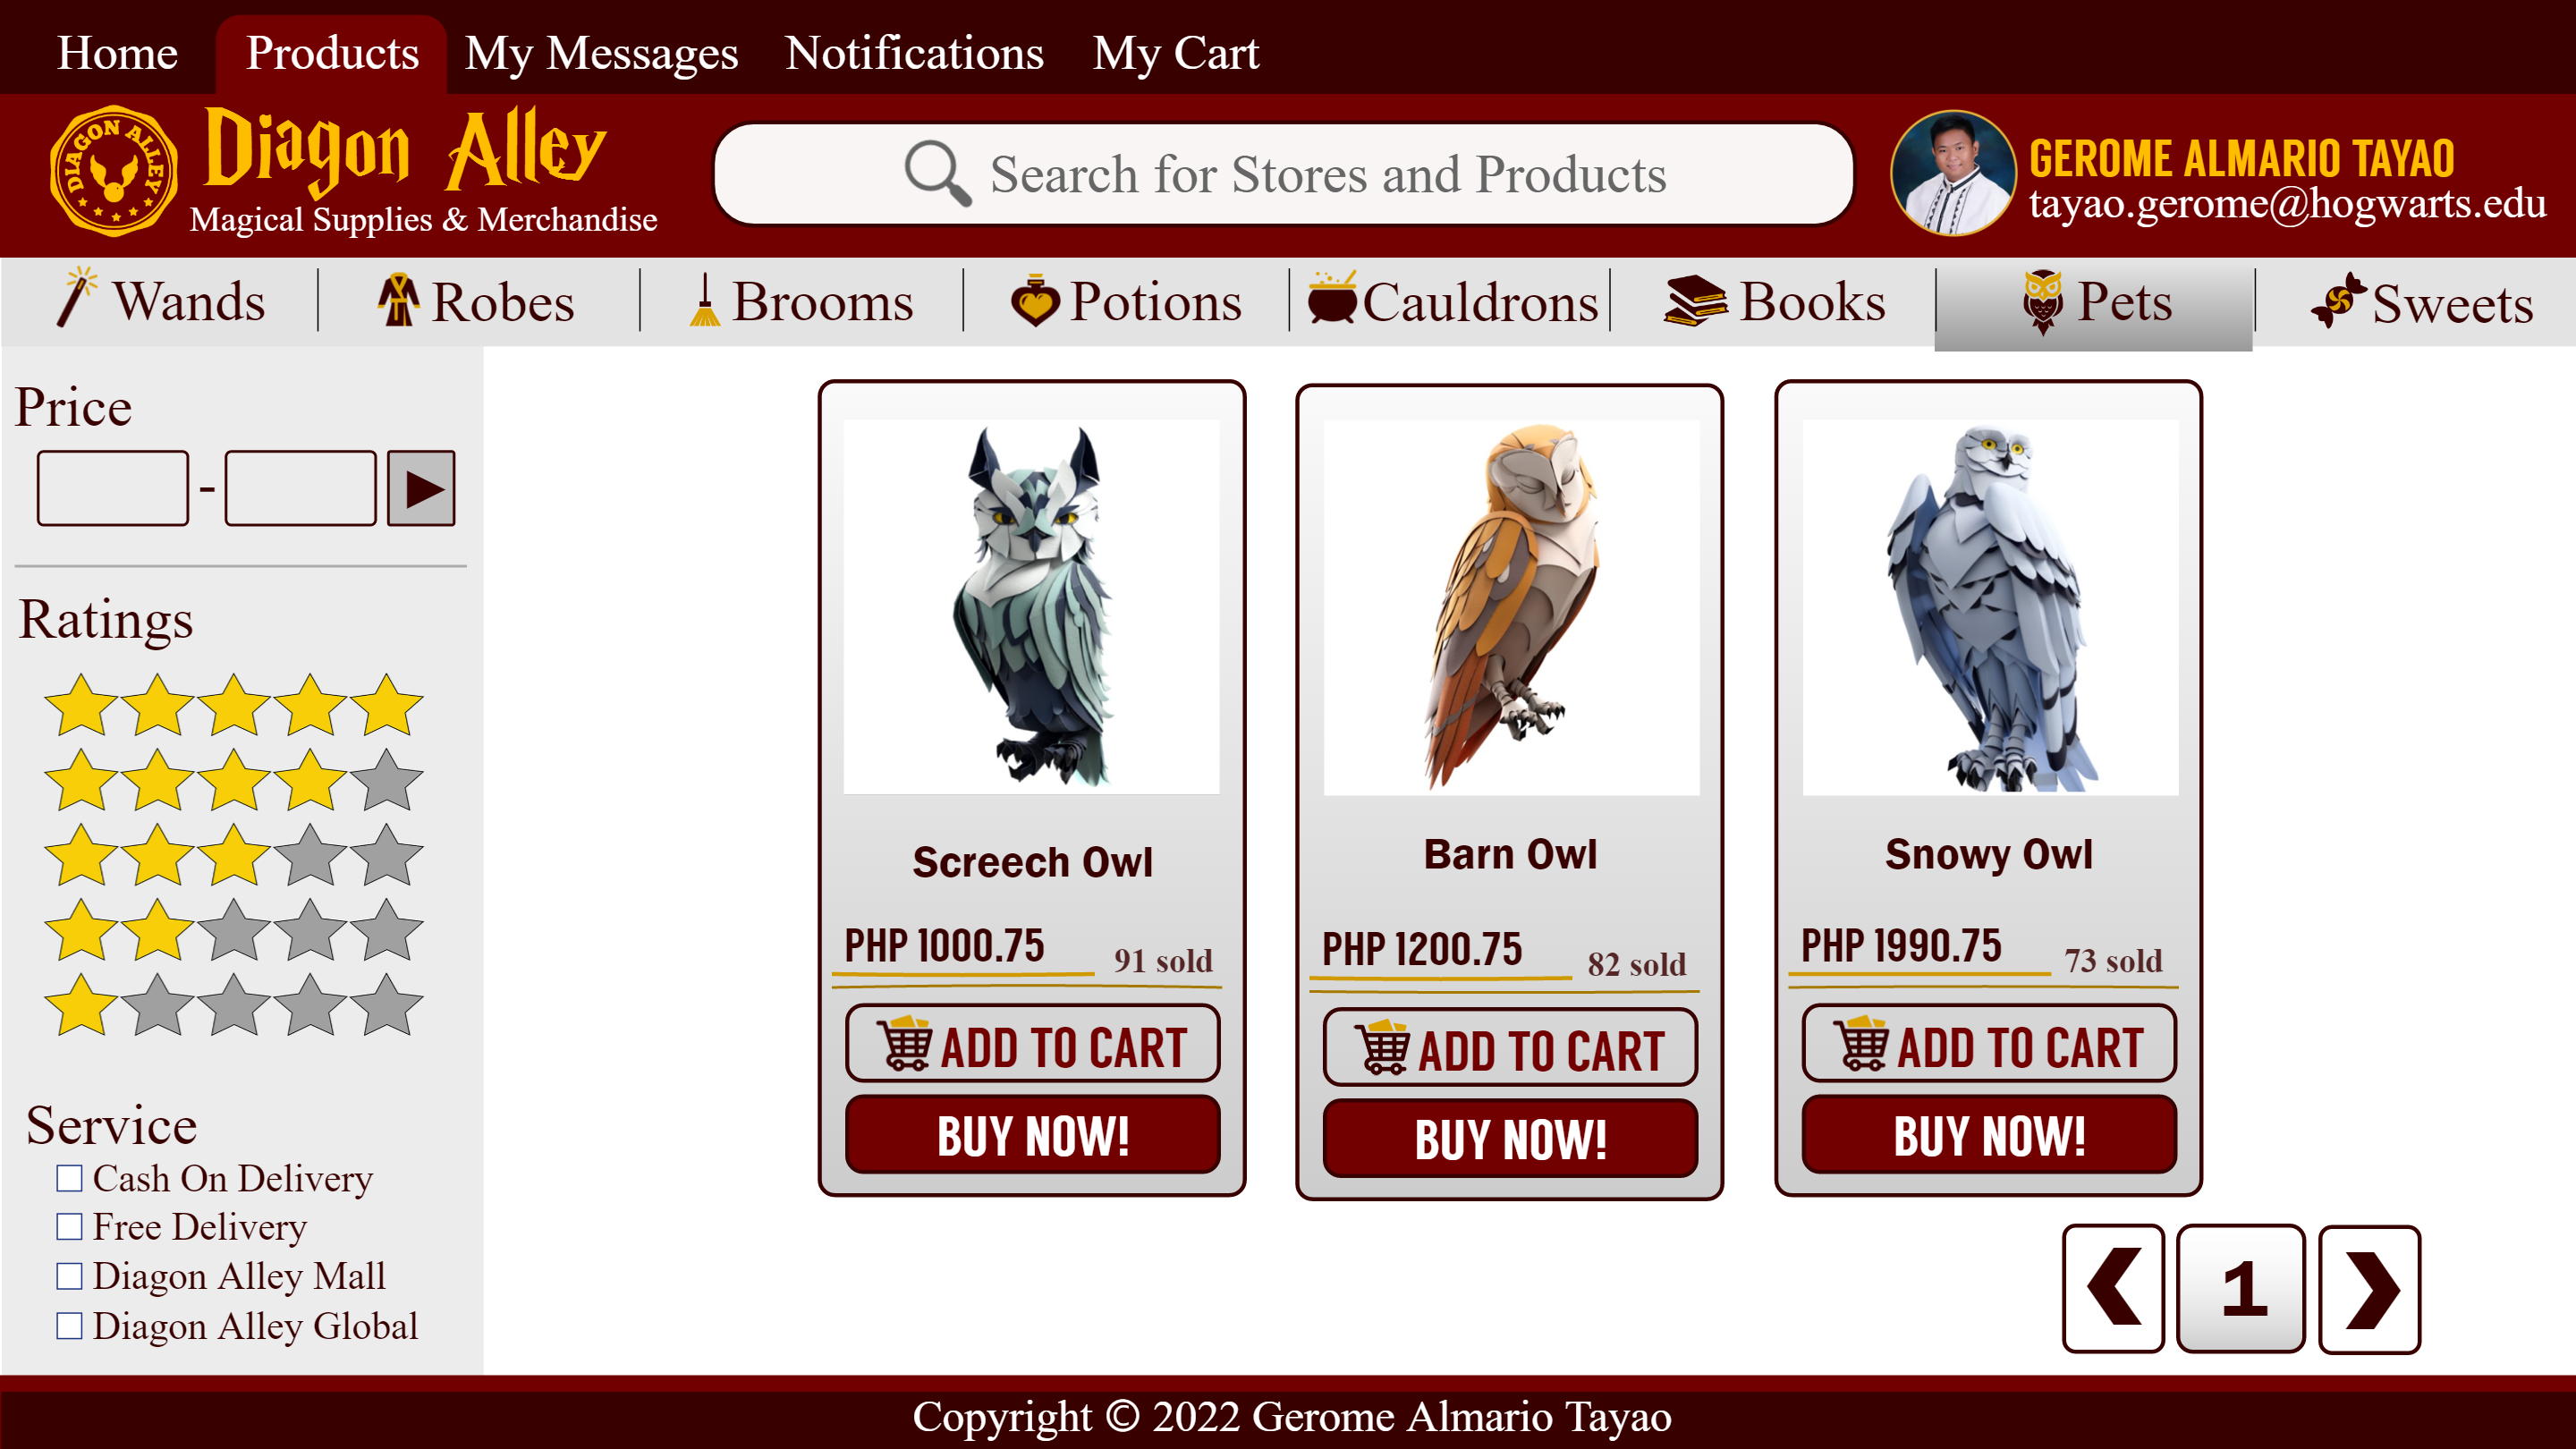 Home Products My Messages Notifications My Cart
DIAGON ALLEY
Diagon Alley
Magical Supplies & Merchandise
Search for Stores and Products
GEROME ALMARIO TAYAO
tayao.gerome@hogwarts.edu
Wands Robes Brooms Potions Cauldrons Books Pets Sweets
Price
-
Ratings
Service
Cash On Delivery
Free Delivery
Diagon Alley Mall
Diagon Alley Global
Screech Owl
PHP 1000.75 91 sold
ADD TO CART
BUY NOW!
Barn Owl
PHP 1200.75 82 sold
ADD TO CART
BUY NOW!
Snowy Owl
PHP 1990.75 73 sold
ADD TO CART
BUY NOW!
1
Copyright © 2022 Gerome Almario Tayao